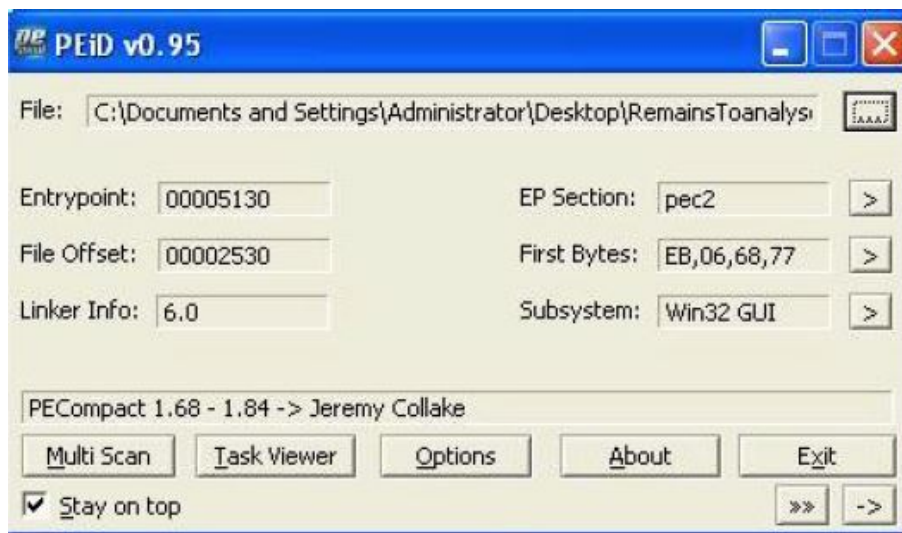 PEiD v0.95
File: C:\Documents and Settings\Administrator\Desktop\RemainsToanalys
Entrypoint: 00005130 EP Section: pec2 >
File Offset: 00002530 First Bytes: EB,06,68,77 >
Linker Info: 6.0 Subsystem: Win32 GUI >
PECompact 1.68 - 1.84 -> Jeremy Collake
Multi Scan Task Viewer Options About Exit
Stay on top »» ->